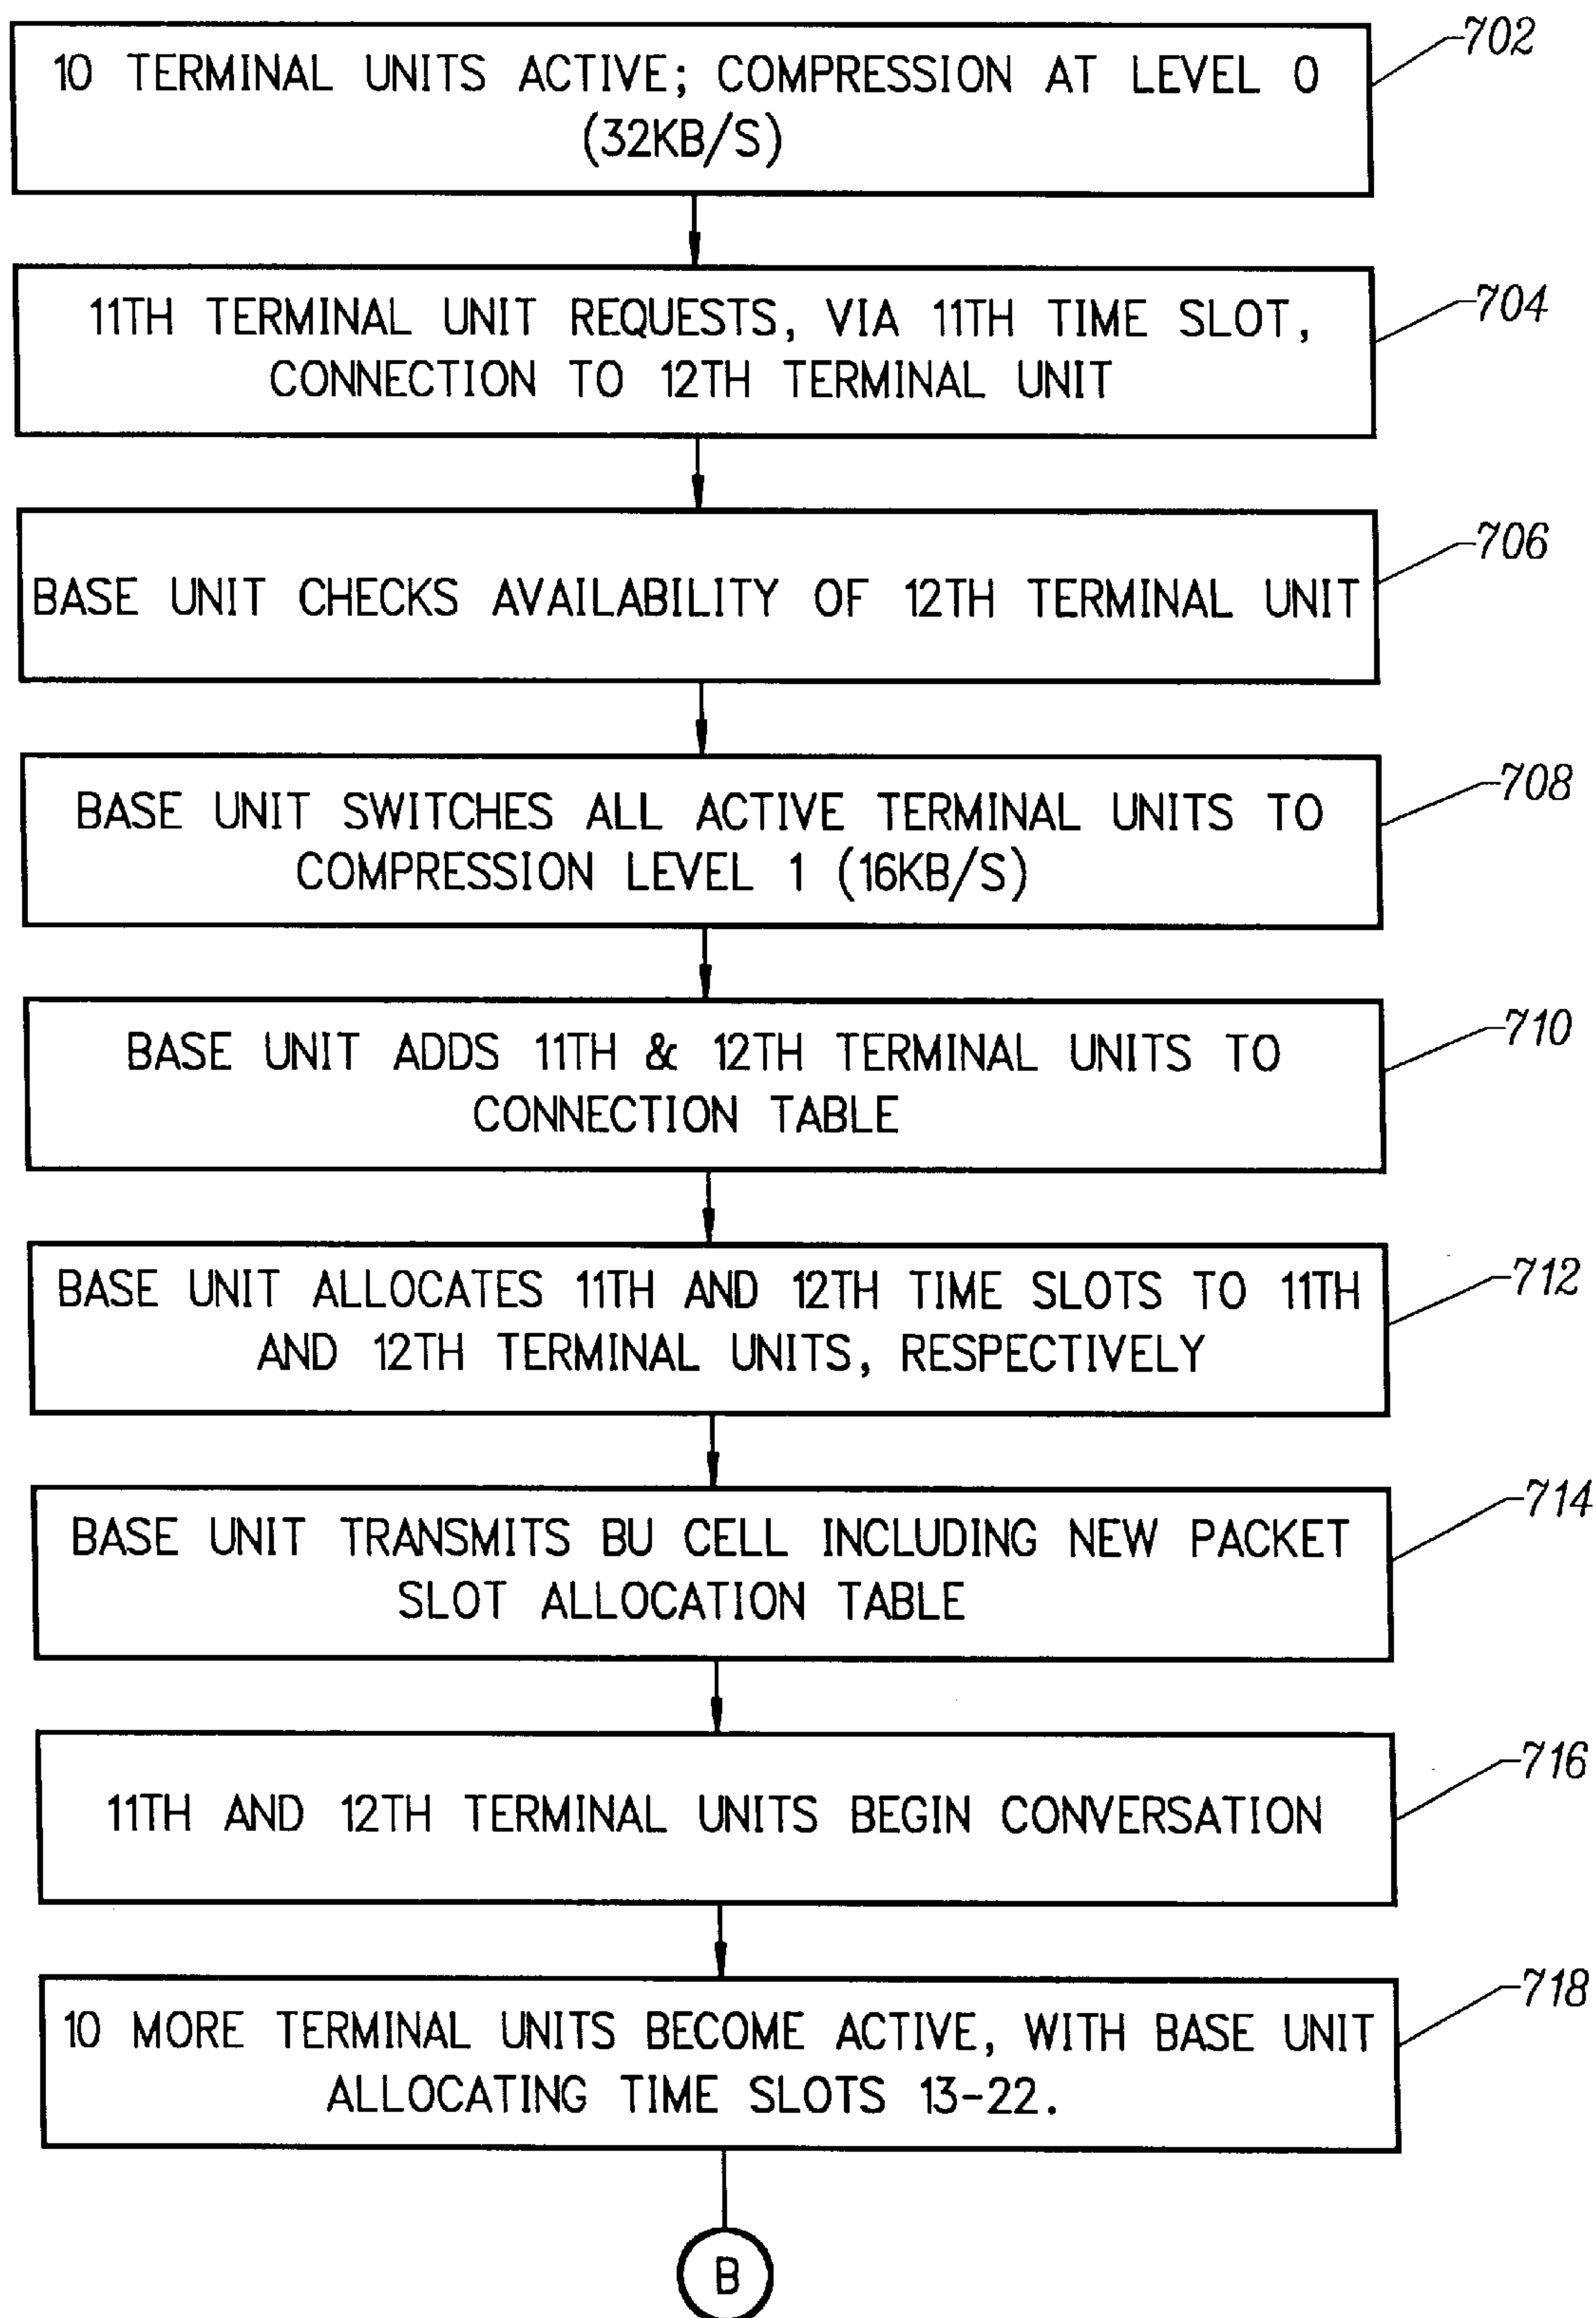 10 TERMINAL UNITS ACTIVE; COMPRESSION AT LEVEL 0
(32KB/S)
702
11TH TERMINAL UNIT REQUESTS, VIA 11TH TIME SLOT,
CONNECTION TO 12TH TERMINAL UNIT
704
BASE UNIT CHECKS AVAILABILITY OF 12TH TERMINAL UNIT
706
BASE UNIT SWITCHES ALL ACTIVE TERMINAL UNITS TO
COMPRESSION LEVEL 1 (16KB/S)
708
BASE UNIT ADDS 11TH & 12TH TERMINAL UNITS TO
CONNECTION TABLE
710
BASE UNIT ALLOCATES 11TH AND 12TH TIME SLOTS TO 11TH
AND 12TH TERMINAL UNITS, RESPECTIVELY
712
BASE UNIT TRANSMITS BU CELL INCLUDING NEW PACKET
SLOT ALLOCATION TABLE
714
11TH AND 12TH TERMINAL UNITS BEGIN CONVERSATION
716
10 MORE TERMINAL UNITS BECOME ACTIVE, WITH BASE UNIT
ALLOCATING TIME SLOTS 13-22.
718
B